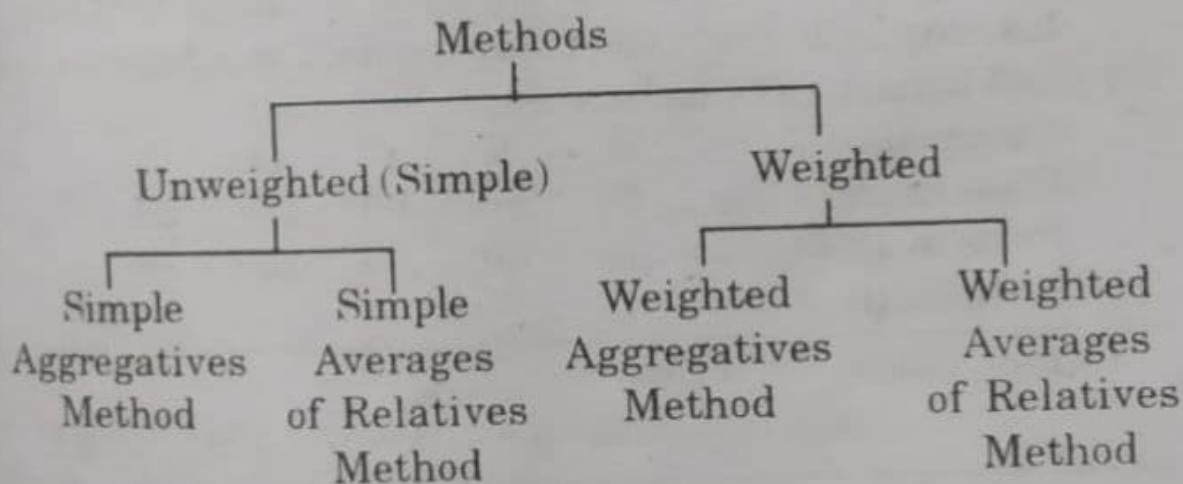 Methods
Unweighted (Simple)
Weighted
Simple
Aggregatives
Method
Simple
Averages
of Relatives
Method
Weighted
Aggregatives
Method
Weighted
Averages
of Relatives
Method